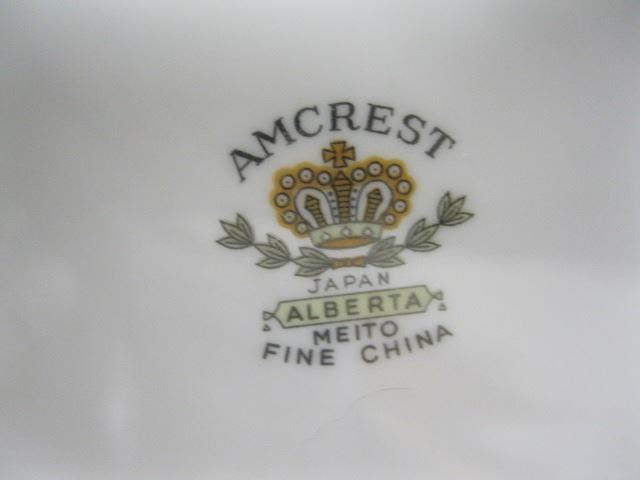 AMCREST
JAPAN
ALBERTA
MEITO
FINE CHINA